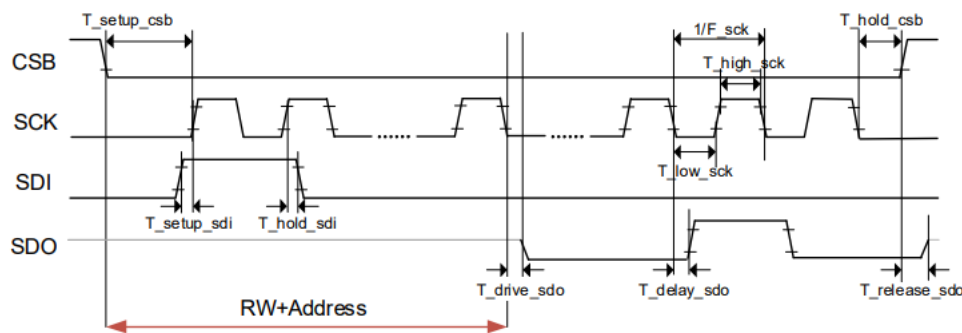 T_setup_csb
1/F_sck
T_hold_csb
CSB
T_high_sck
SCK
...... ......
T_low_sck
SDI
T_setup_sdi T_hold_sdi
SDO
T_drive_sdo T_delay_sdo T_release_sdo
RW+Address